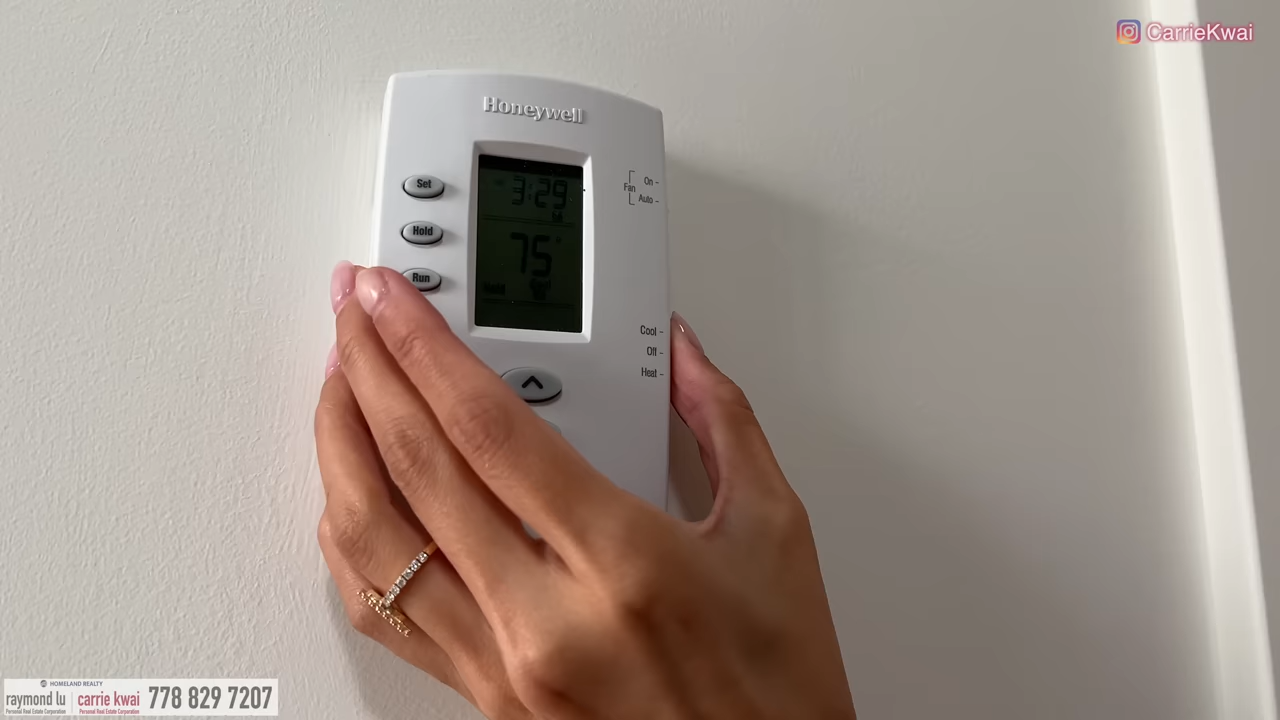 CarrieKwai
Honeywell
Set
3:29
On
Fan
Auto
Hold
75°
Run
Hold
Cool
Off
Heat
HOMELAND REALTY
raymond lu
Personal Real Estate Corporation
carrie kwai
Personal Real Estate Corporation
778 829 7207